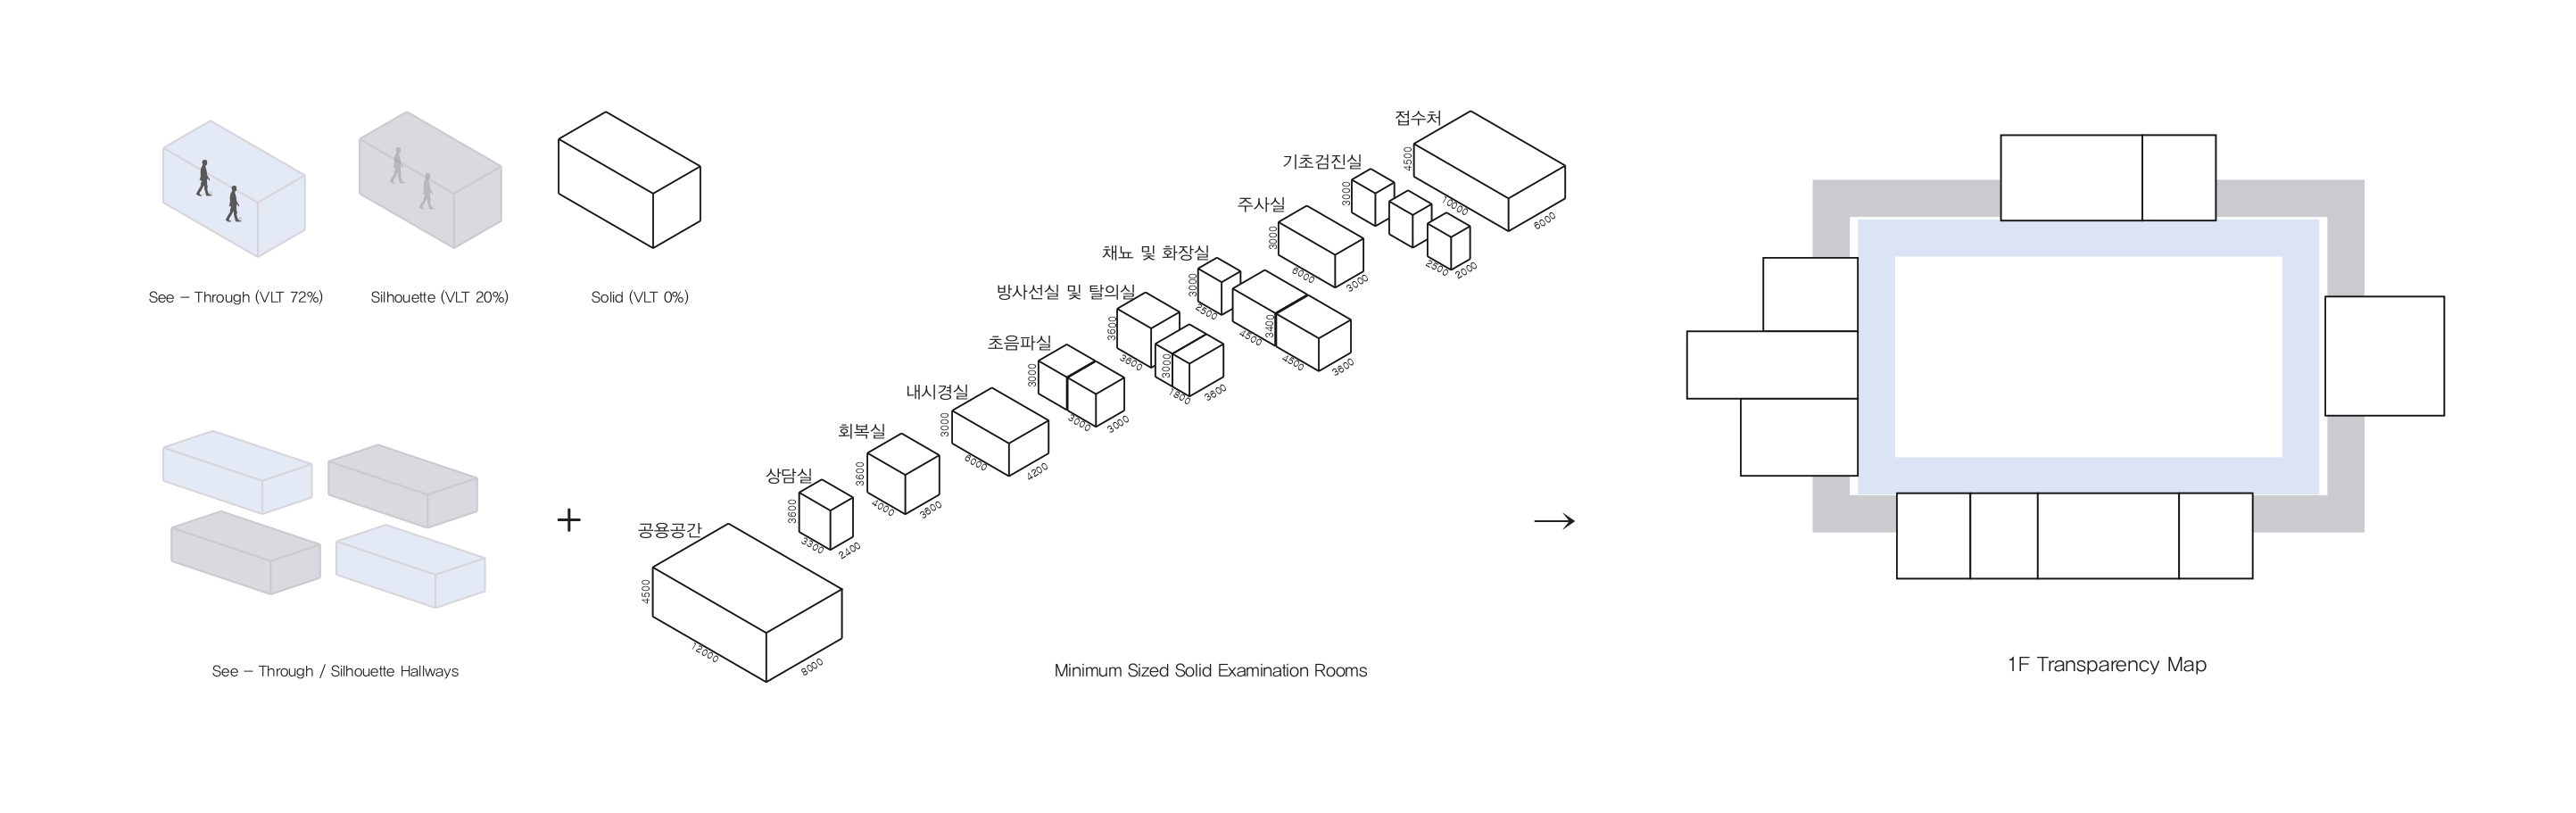 See – Through (VLT 72%)
Silhouette (VLT 20%)
Solid (VLT 0%)
See – Through / Silhouette Hallways
+
접수처
4500
10000
6000
기초검진실
3000
2500
2000
주사실
3000
6000
3000
채뇨 및 화장실
3000
2500
4500
3400
4500
3600
방사선실 및 탈의실
3600
3600
3000
1800
3600
초음파실
3000
3000
3000
내시경실
3000
6000
4200
회복실
3600
4000
3600
상담실
3600
3300
2400
공용공간
4500
12000
8000
Minimum Sized Solid Examination Rooms
→
1F Transparency Map